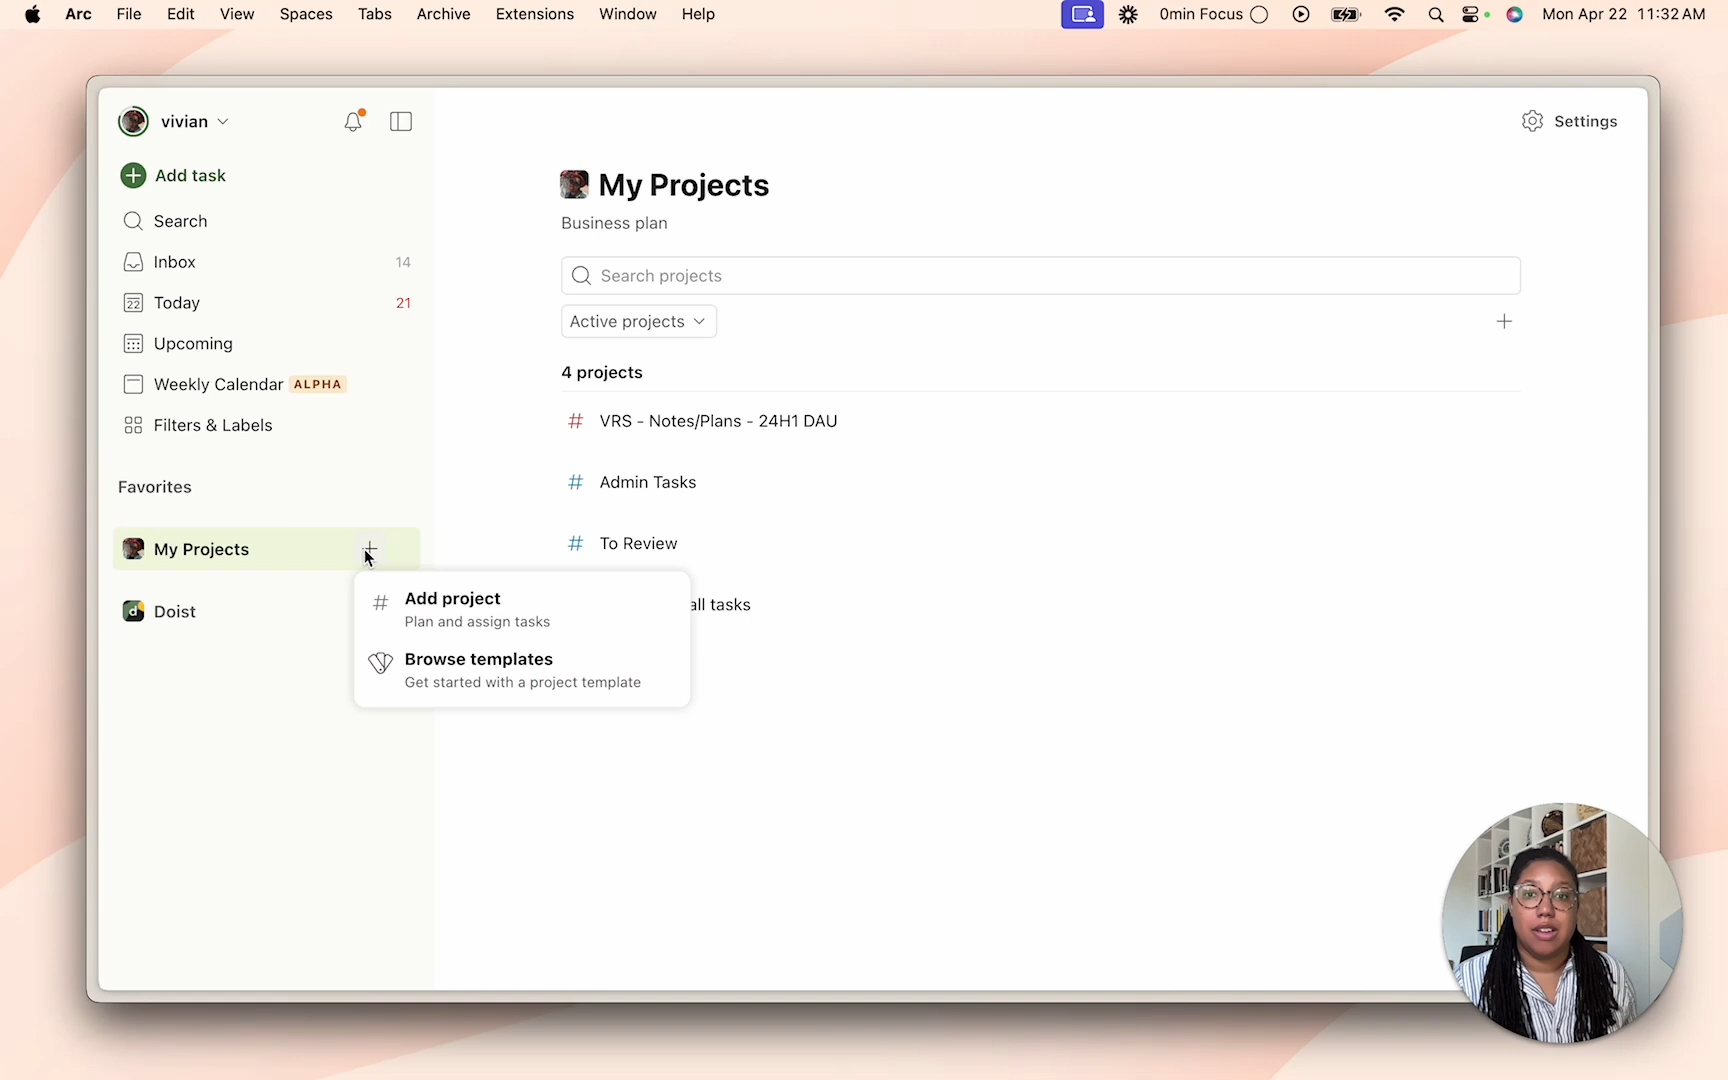 Arc File Edit View Spaces Tabs Archive Extensions Window Help 0min Focus Mon Apr 22 11:32 AM
vivian
Settings
Add task
Search
Inbox 14
22 Today 21
Upcoming
Weekly Calendar ALPHA
Filters & Labels
Favorites
My Projects
d Doist
My Projects
Business plan
Search projects
Active projects
4 projects
# VRS - Notes/Plans - 24H1 DAU
# Admin Tasks
# To Review
all tasks
# Add project
Plan and assign tasks
Browse templates
Get started with a project template